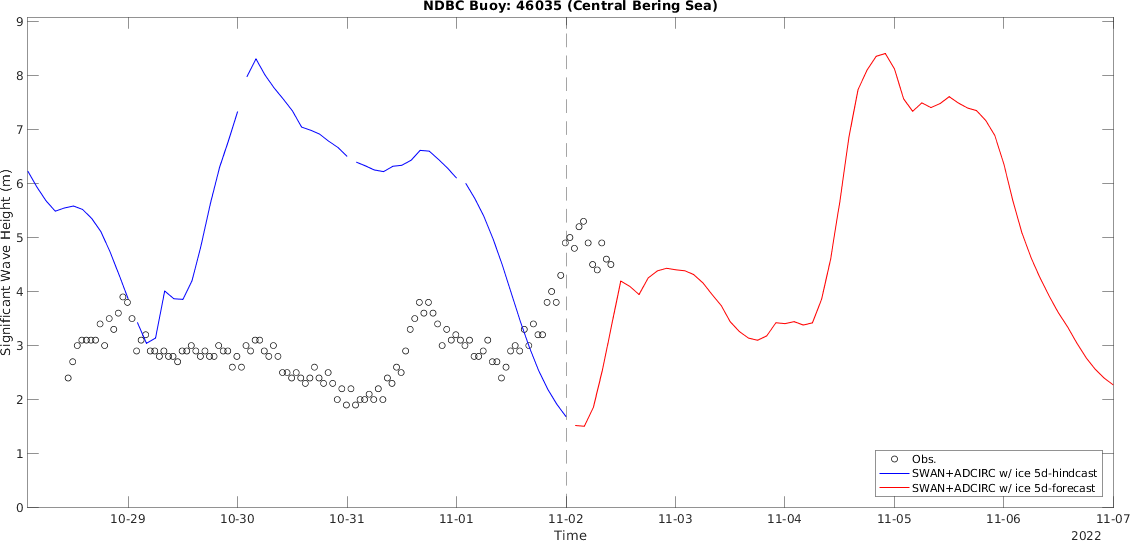 NDBC Buoy: 46035 (Central Bering Sea)
9
8
7
6
5
4
3
2
1
0
Significant Wave Height (m)
Obs.
SWAN+ADCIRC w/ ice 5d-hindcast
SWAN+ADCIRC w/ ice 5d-forecast
10-29 10-30 10-31 11-01 11-02 11-03 11-04 11-05 11-06 11-07
Time
2022